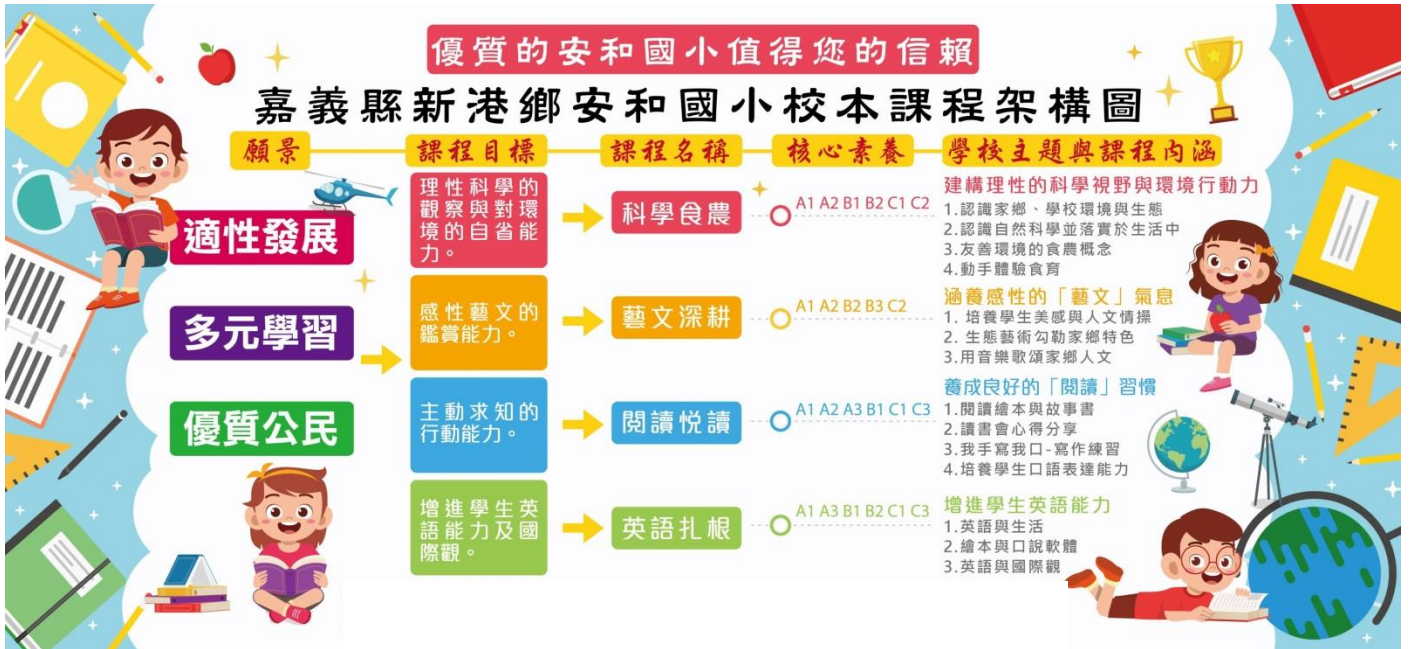 優質的安和國小值得您的信賴
嘉義縣新港鄉安和國小校本課程架構圖
願景
課程目標
課程名稱
核心素養
學校主題與課程內涵
適性發展
多元學習
優質公民
理性科學的
觀察與對環
境的自省能
力。
科學食農
A1 A2 B1 B2 C1 C2
建構理性的科學視野與環境行動力
1.認識家鄉、學校環境與生態
2.認識自然科學並落實於生活中
3.友善環境的食農概念
4.動手體驗食育
感性藝文的
鑑賞能力。
藝文深耕
A1 A2 B2 B3 C2
涵養感性的「藝文」氣息
1. 培養學生美感與人文情操
2. 生態藝術勾勒家鄉特色
3.用音樂歌頌家鄉人文
主動求知的
行動能力。
閱讀悅讀
A1 A2 A3 B1 C1 C3
養成良好的「閱讀」習慣
1.閱讀繪本與故事書
2.讀書會心得分享
3.我手寫我口-寫作練習
4.培養學生口語表達能力
增進學生英
語能力及國
際觀。
英語扎根
A1 A3 B1 B2 C1 C3
增進學生英語能力
1.英語與生活
2.繪本與口說軟體
3.英語與國際觀